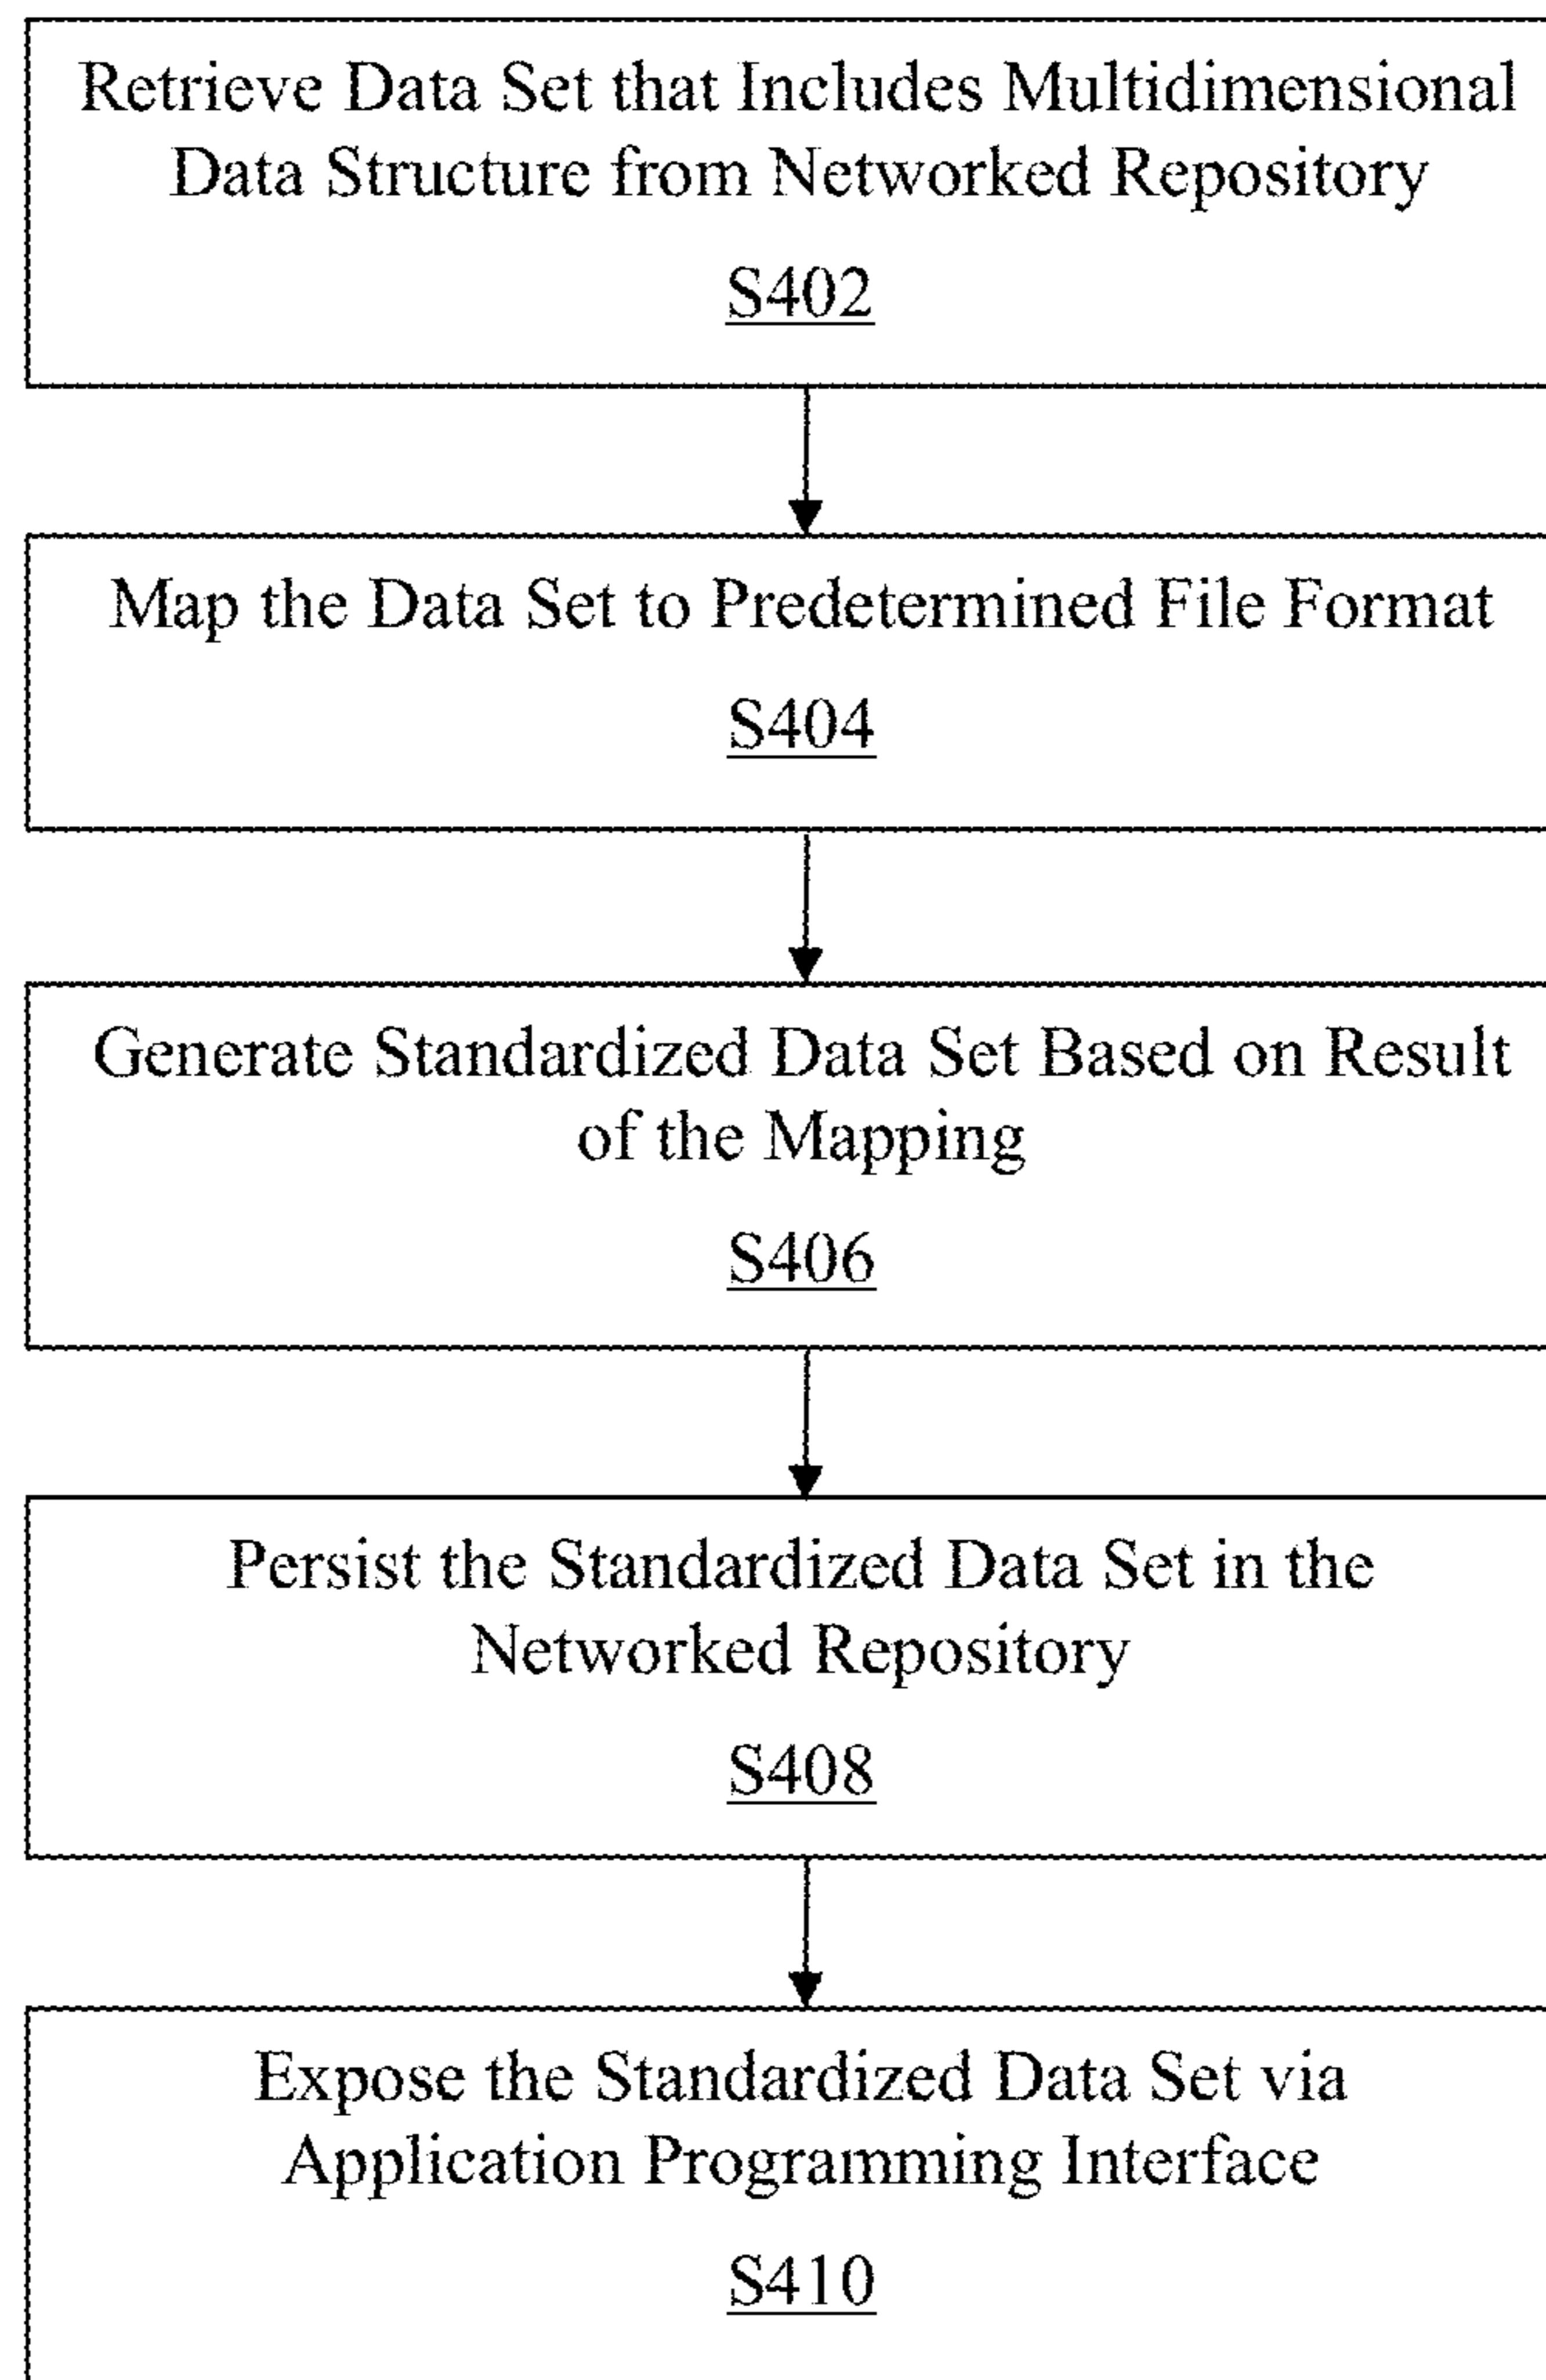 Retrieve Data Set that Includes Multidimensional
Data Structure from Networked Repository
S402
Map the Data Set to Predetermined File Format
S404
Generate Standardized Data Set Based on Result
of the Mapping
S406
Persist the Standardized Data Set in the
Networked Repository
S408
Expose the Standardized Data Set via
Application Programming Interface
S410